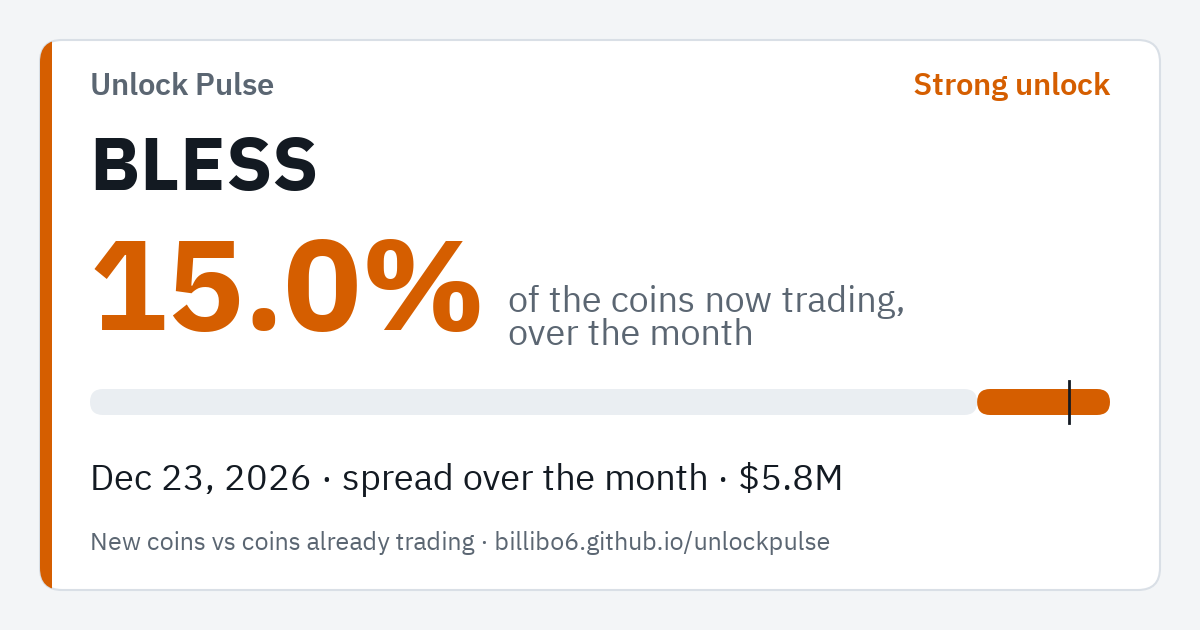 Unlock Pulse
Strong unlock
BLESS
15.0%
of the coins now trading,
over the month
Dec 23, 2026 · spread over the month · $5.8M
New coins vs coins already trading · billibo6.github.io/unlockpulse